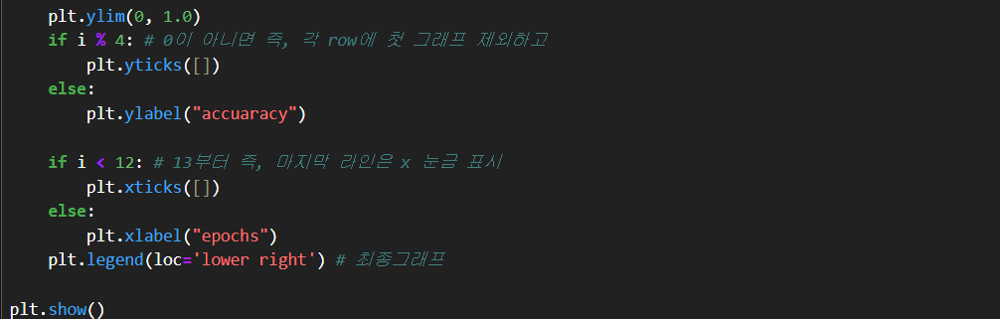 plt.ylim(0, 1.0)
if i % 4: # 0이 아니면 즉, 각 row에 첫 그래프 제외하고
plt.yticks([])
else:
plt.ylabel("accuaracy")
if i < 12: # 13부터 즉, 마지막 라인은 x 눈금 표시
plt.xticks([])
else:
plt.xlabel("epochs")
plt.legend(loc='lower right') # 최종그래프
plt.show()